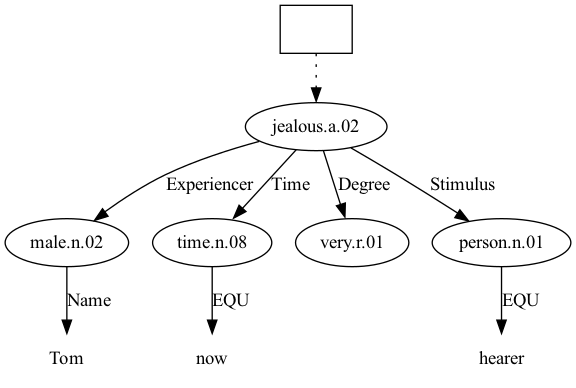 jealous.a.02
Experiencer Time Degree Stimulus
male.n.02 time.n.08 very.r.01 person.n.01
Name EQU EQU
Tom now hearer